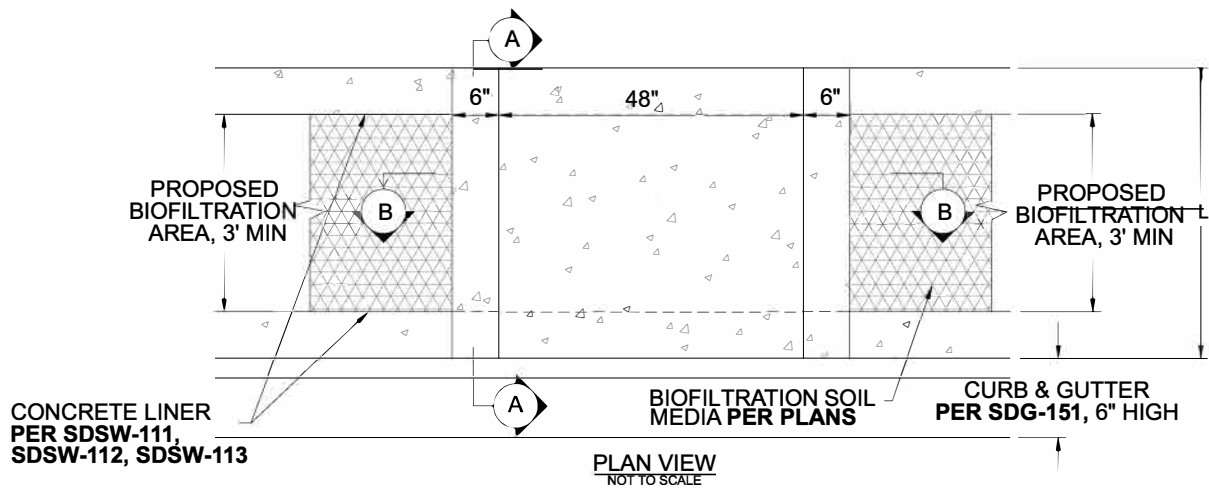 A
6"
48"
6"
PROPOSED
BIOFILTRATION
AREA, 3' MIN
B
B
PROPOSED
BIOFILTRATION
AREA, 3' MIN
L
CONCRETE LINER
PER SDSW-111,
SDSW-112, SDSW-113
A
BIOFILTRATION SOIL
MEDIA PER PLANS
CURB & GUTTER
PER SDG-151, 6" HIGH
PLAN VIEW
NOT TO SCALE